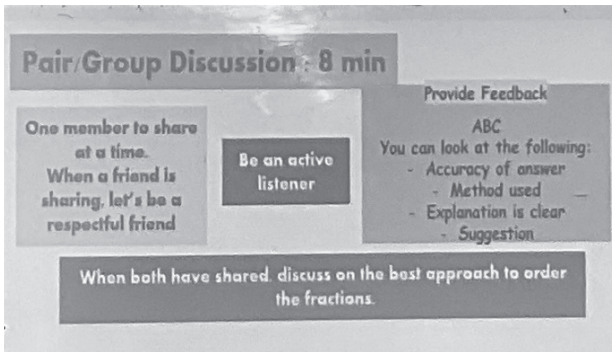 Pair/Group Discussion : 8 min
One member to share
at a time.
When a friend is
sharing, let's be a
respectful friend
Be an active
listener
Provide Feedback
ABC
You can look at the following:
- Accuracy of answer
- Method used
- Explanation is clear
- Suggestion
When both have shared. discuss on the best approach to order
the fractions.